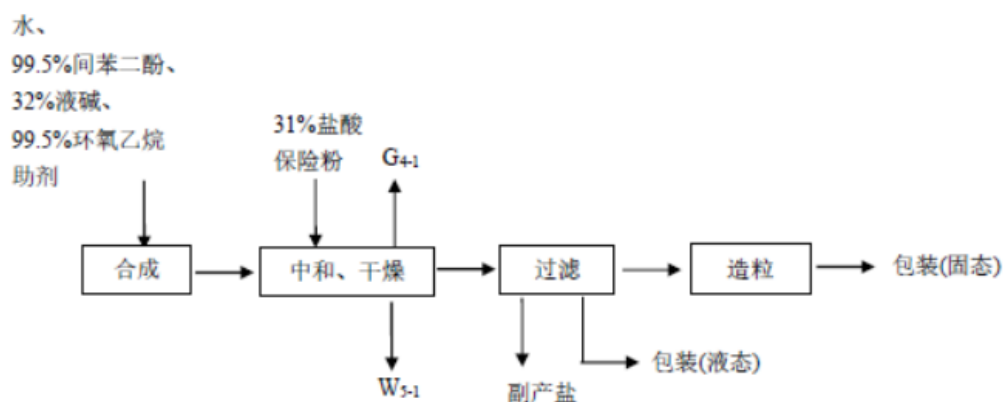 水、
99.5%间苯二酚、
32%液碱、
99.5%环氧乙烷
助剂
31%盐酸
保险粉
G4-1
合成
中和、干燥
过滤
造粒
包装(固态)
包装(液态)
W5-1
副产盐